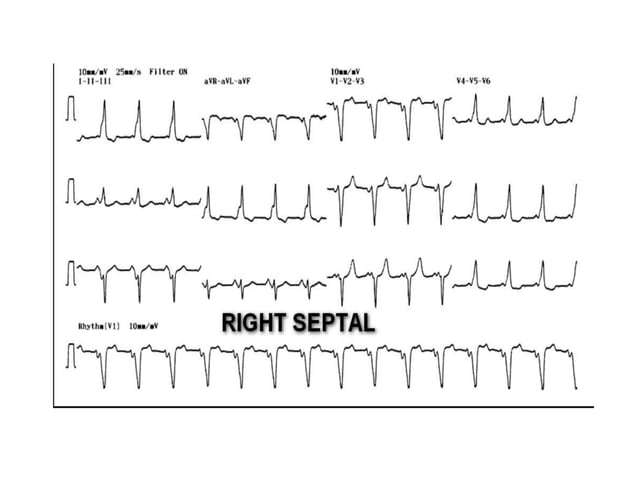 10mm/mV 25mm/s Filter ON
I-II-III
aVR-aVL-aVF
10mm/mV
V1-V2-V3
V4-V5-V6
RIGHT SEPTAL
Rhythm[V1] 10mm/mV